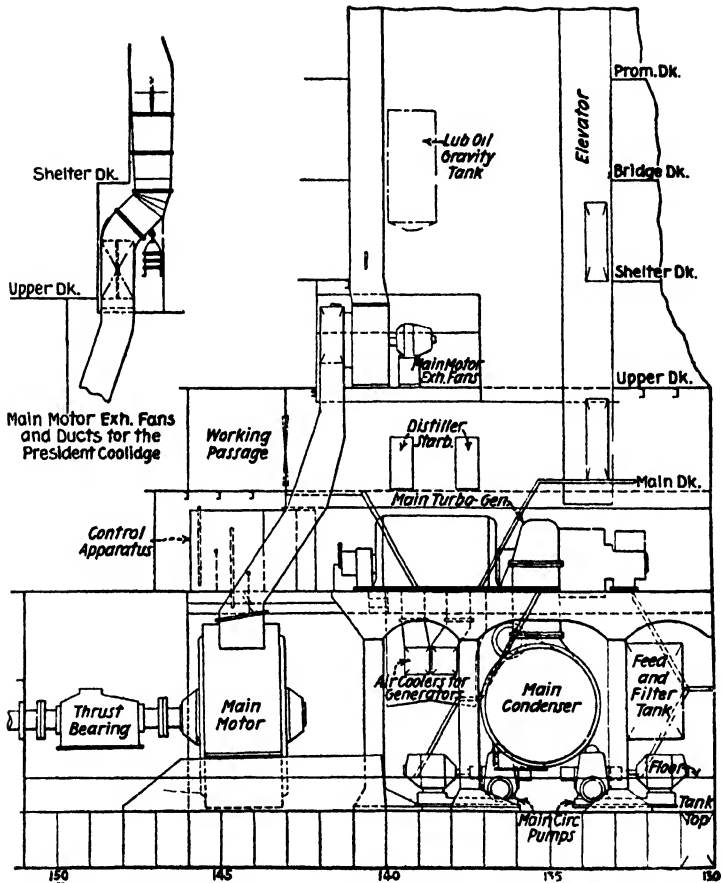 Prom. Dk.
Lub Oil
Gravity
Tank
Elevator
Shelter Dk.
Bridge Dk.
Upper Dk.
Shelter Dk.
Main Motor
Exh. Fans
Upper Dk.
Main Motor Exh. Fans
and Ducts for the
President Coolidge
Working
Passage
Distiller
Starb.
Main Dk.
Main Turbo-Gen.
Control
Apparatus
Air Coolers for
Generators
Feed
and
Filter
Tank
Thrust
Bearing
Main
Motor
Main
Condenser
Floor
Tank
Top
Main Circ
Pumps
150
145
140
135
130